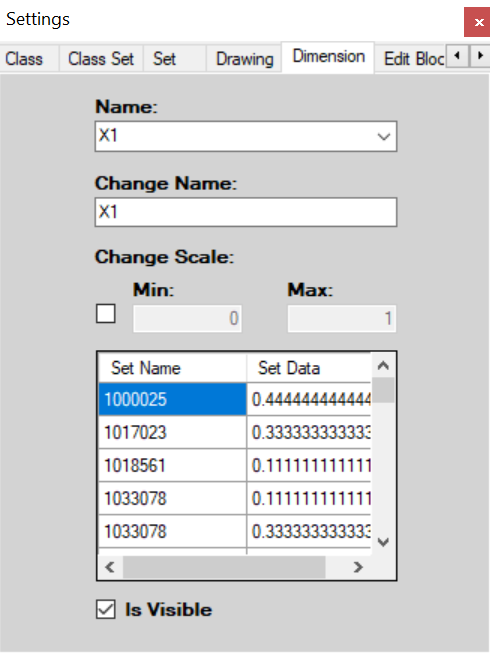 Settings
Class Class Set Set Drawing Dimension Edit Bloc
Name:
X1
Change Name:
X1
Change Scale:
Min: Max:
0 1
Set Name Set Data
1000025 0.444444444444
1017023 0.333333333333
1018561 0.111111111111
1033078 0.111111111111
1033078 0.333333333333
Is Visible